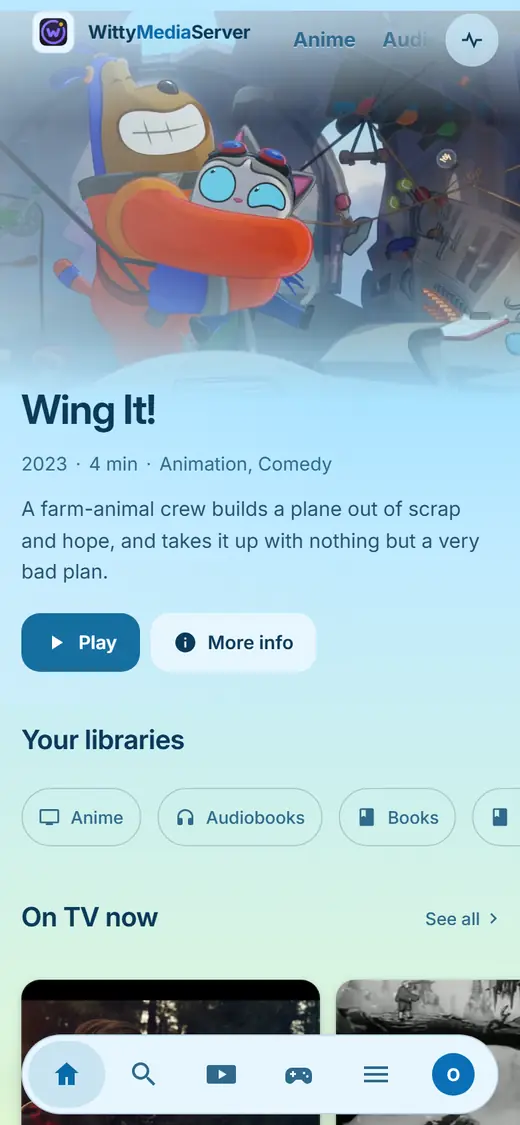 WittyMediaServer
Anime
Audi
Wing It!
2023 · 4 min · Animation, Comedy
A farm-animal crew builds a plane out of scrap
and hope, and takes it up with nothing but a very
bad plan.
Play
More info
Your libraries
Anime
Audiobooks
Books
On TV now
See all
O